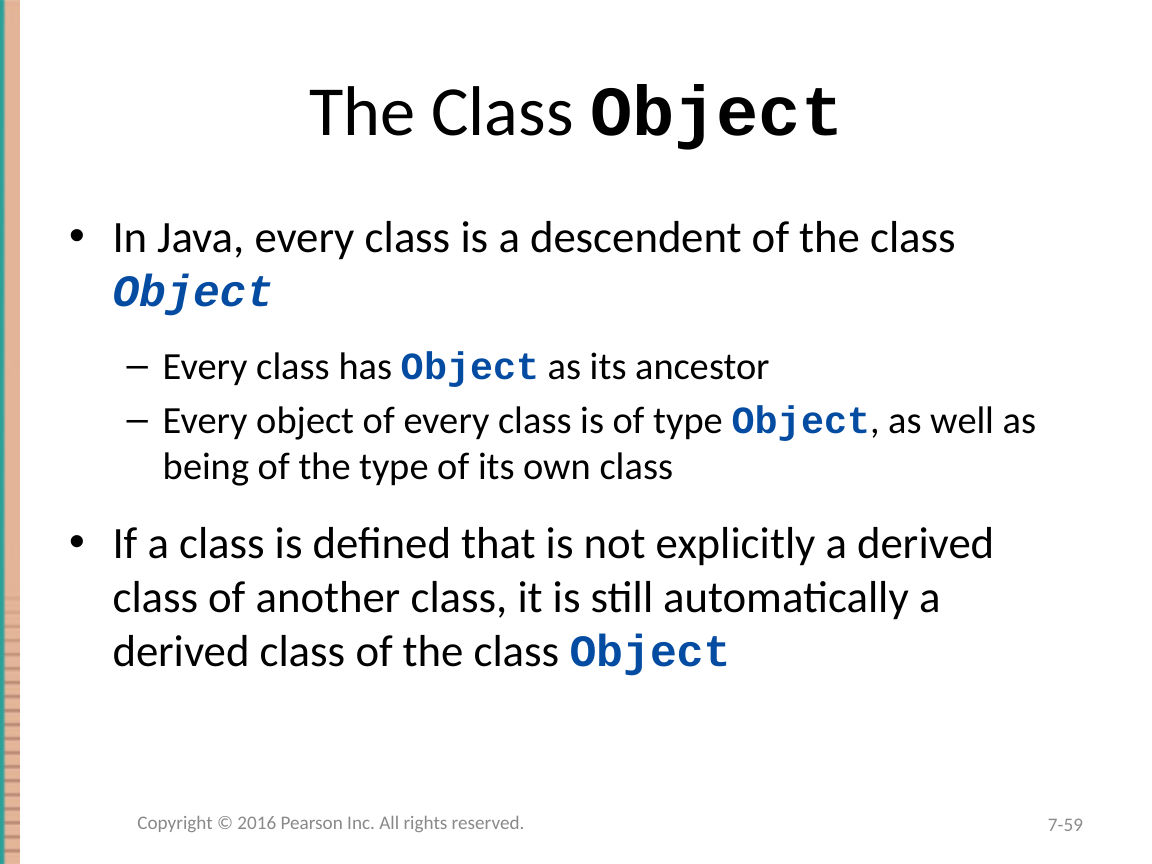 The Class Object
• In Java, every class is a descendent of the class
Object
– Every class has Object as its ancestor
– Every object of every class is of type Object, as well as
being of the type of its own class
• If a class is defined that is not explicitly a derived
class of another class, it is still automatically a
derived class of the class Object
Copyright © 2016 Pearson Inc. All rights reserved.
7-59